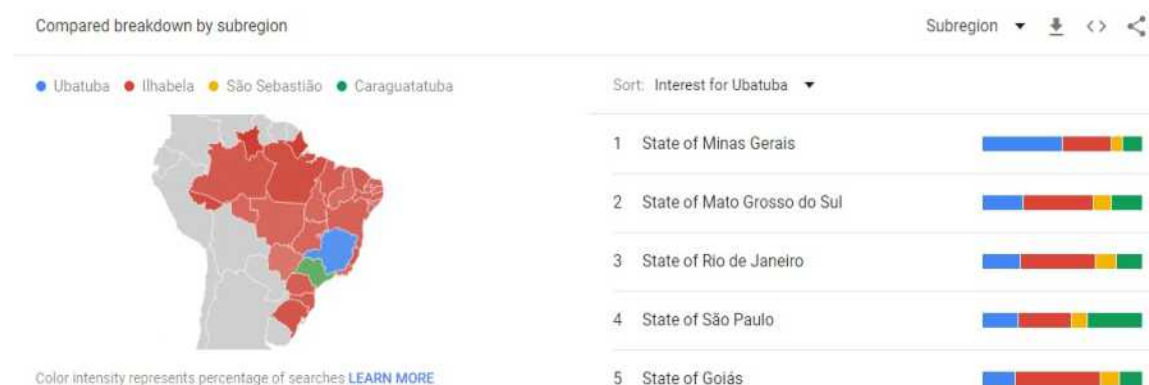 Compared breakdown by subregion
Subregion
Ubatuba Ilhabela São Sebastião Caraguatatuba
Sort: Interest for Ubatuba
1 State of Minas Gerais
2 State of Mato Grosso do Sul
3 State of Rio de Janeiro
4 State of São Paulo
5 State of Goiás
Color intensity represents percentage of searches LEARN MORE